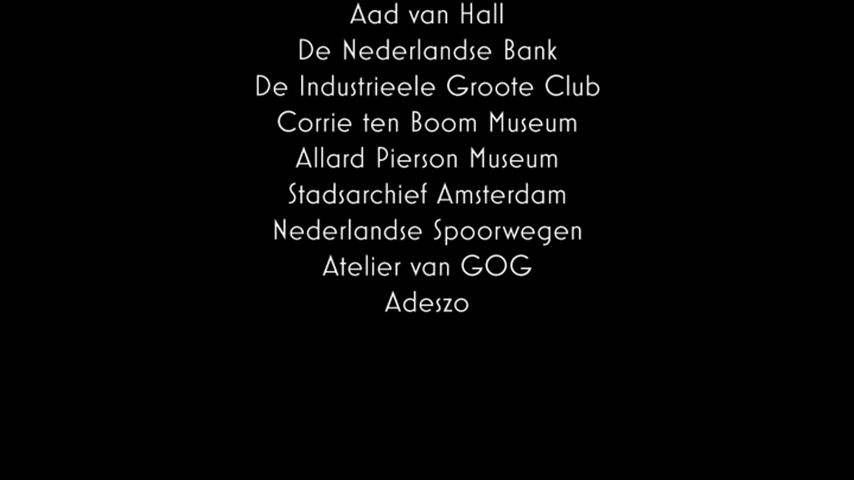 Aad van Hall
De Nederlandse Bank
De Industrieele Groote Club
Corrie ten Boom Museum
Allard Pierson Museum
Stadsarchief Amsterdam
Nederlandse Spoorwegen
Atelier van GOG
Adeszo